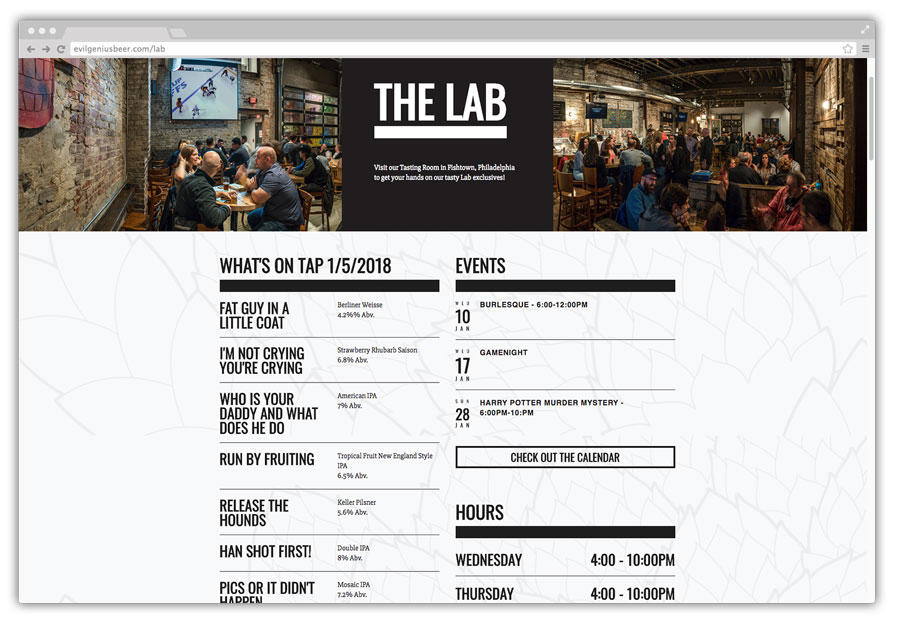 evilgeniusbeer.com/lab
THE LAB
Visit our Tasting Room in Fishtown, Philadelphia
to get your hands on our tasty Lab exclusives!
WHAT'S ON TAP 1/5/2018
FAT GUY IN A
LITTLE COAT
Berliner Weisse
4.2%% Abv.
I'M NOT CRYING
YOU'RE CRYING
Strawberry Rhubarb Saison
6.8% Abv.
WHO IS YOUR
DADDY AND WHAT
DOES HE DO
American IPA
7% Abv.
RUN BY FRUITING
Tropical Fruit New England Style
IPA
6.5% Abv.
RELEASE THE
HOUNDS
Keller Pilsner
5.6% Abv.
HAN SHOT FIRST!
Double IPA
8% Abv.
PICS OR IT DIDN'T
HAPPEN
Mosaic IPA
7.2% Abv.
EVENTS
WED
10
JAN
BURLESQUE - 6:00-12:00PM
WED
17
JAN
GAMENIGHT
SUN
28
JAN
HARRY POTTER MURDER MYSTERY -
6:00PM-10:PM
CHECK OUT THE CALENDAR
HOURS
WEDNESDAY 4:00 - 10:00PM
THURSDAY 4:00 - 10:00PM